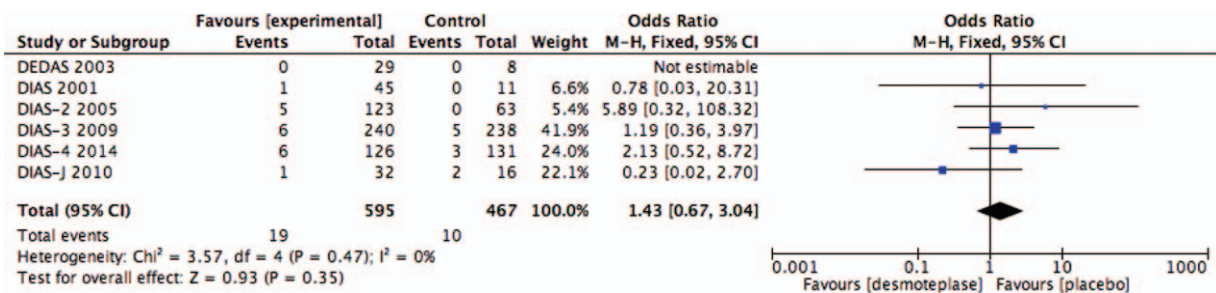 Favours [experimental] Control Odds Ratio Odds Ratio
Study or Subgroup Events Total Events Total Weight M-H, Fixed, 95% CI M-H, Fixed, 95% CI
DEDAS 2003 0 29 0 8 Not estimable
DIAS 2001 1 45 0 11 6.6% 0.78 [0.03, 20.31]
DIAS-2 2005 5 123 0 63 5.4% 5.89 [0.32, 108.32]
DIAS-3 2009 6 240 5 238 41.9% 1.19 [0.36, 3.97]
DIAS-4 2014 6 126 3 131 24.0% 2.13 [0.52, 8.72]
DIAS-J 2010 1 32 2 16 22.1% 0.23 [0.02, 2.70]
Total (95% CI) 595 467 100.0% 1.43 [0.67, 3.04]
Total events 19 10
Heterogeneity: Chi² = 3.57, df = 4 (P = 0.47); I² = 0%
Test for overall effect: Z = 0.93 (P = 0.35)
0.001 0.1 1 10 1000
Favours [desmoteplase] Favours [placebo]